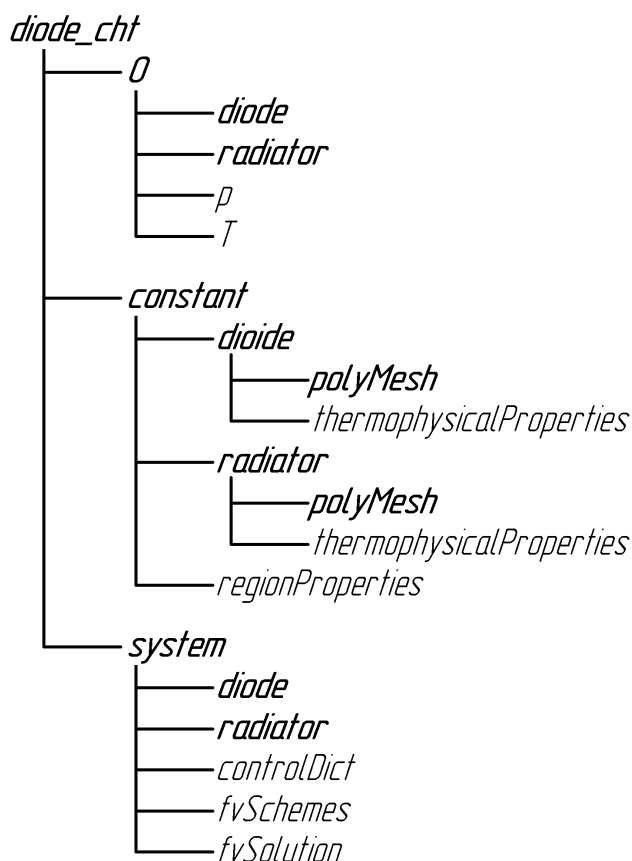 diode_cht
0
diode
radiator
p
T
constant
dioide
polyMesh
thermophysicalProperties
radiator
polyMesh
thermophysicalProperties
regionProperties
system
diode
radiator
controlDict
fvSchemes
fvSolution